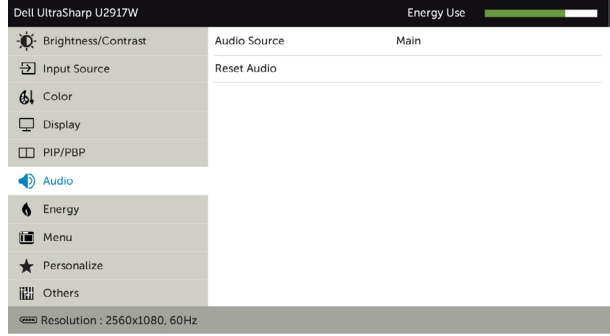 Dell UltraSharp U2917W Energy Use
Brightness/Contrast Audio Source Main
Input Source Reset Audio
Color
Display
PIP/PBP
Audio
Energy
Menu
Personalize
Others
Resolution : 2560x1080, 60Hz